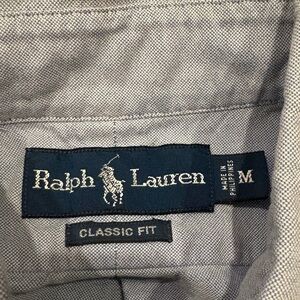 Ralph Lauren
MADE IN
PHILIPPINES
M
CLASSIC FIT